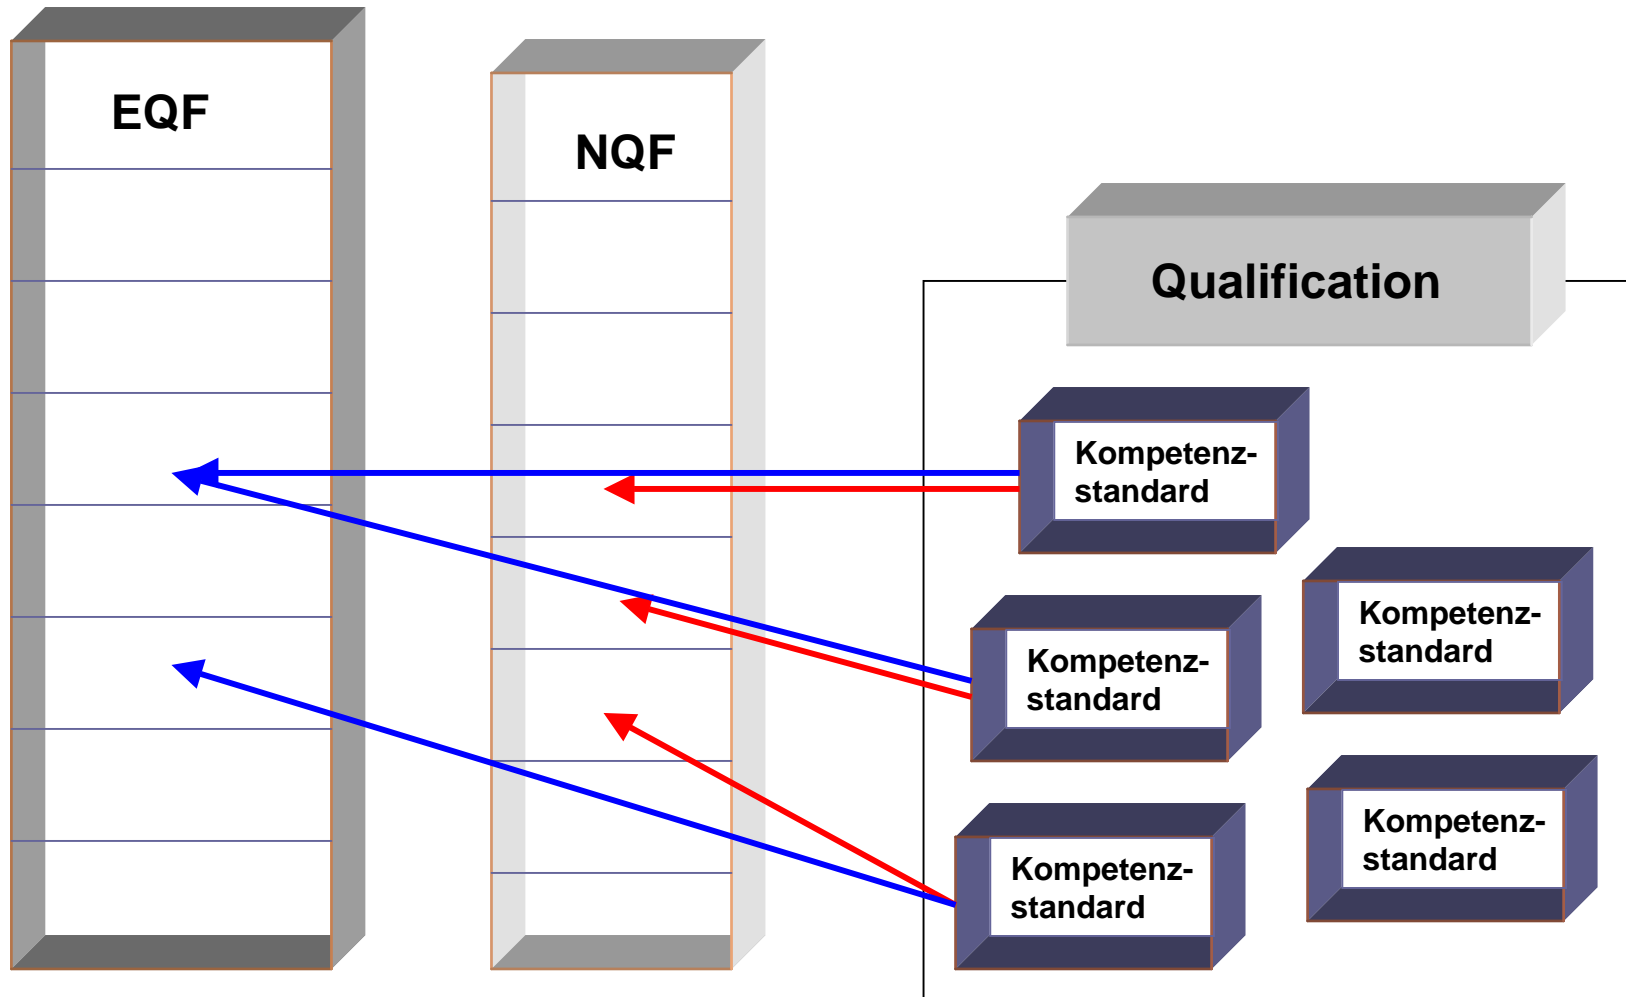 EQF
NQF
Qualification
Kompetenz-
standard
Kompetenz-
standard
Kompetenz-
standard
Kompetenz-
standard
Kompetenz-
standard